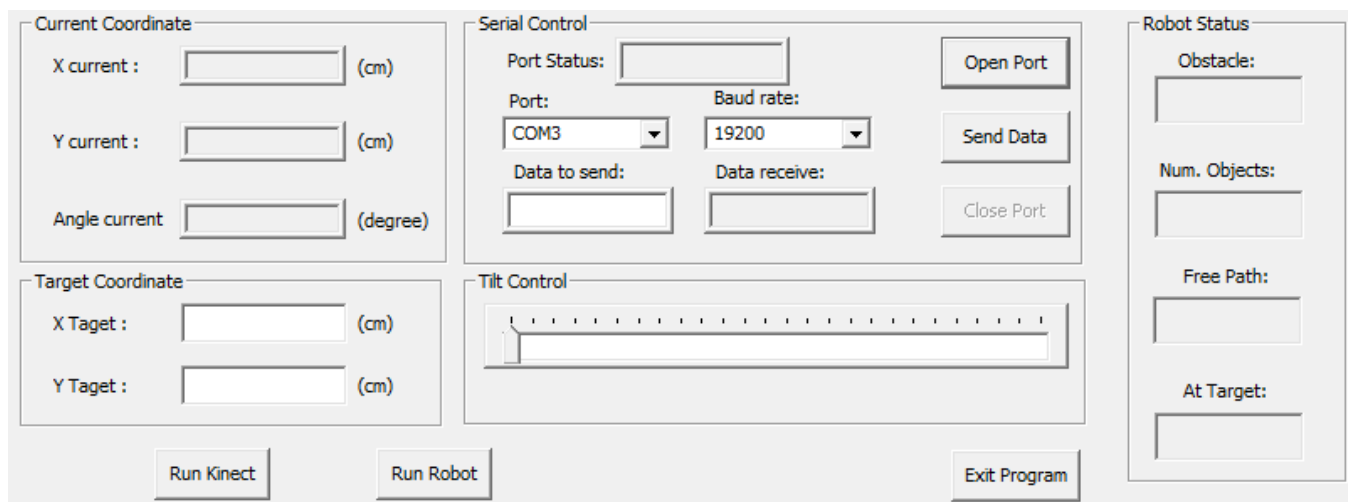 Current Coordinate
X current :
(cm)
Y current :
(cm)
Angle current
(degree)
Target Coordinate
X Taget :
(cm)
Y Taget :
(cm)
Run Kinect
Run Robot
Serial Control
Port Status:
Open Port
Port:
Baud rate:
COM3
19200
Send Data
Data to send:
Data receive:
Close Port
Tilt Control
Exit Program
Robot Status
Obstacle:
Num. Objects:
Free Path:
At Target: